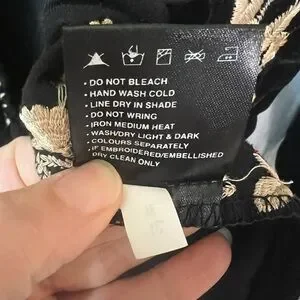 • DO NOT BLEACH
• HAND WASH COLD
• LINE DRY IN SHADE
• DO NOT WRING
• IRON MEDIUM HEAT
• WASH/DRY LIGHT & DARK
• COLOURS SEPARATELY
• IF EMBROIDERED/EMBELLISHED
DRY CLEAN ONLY